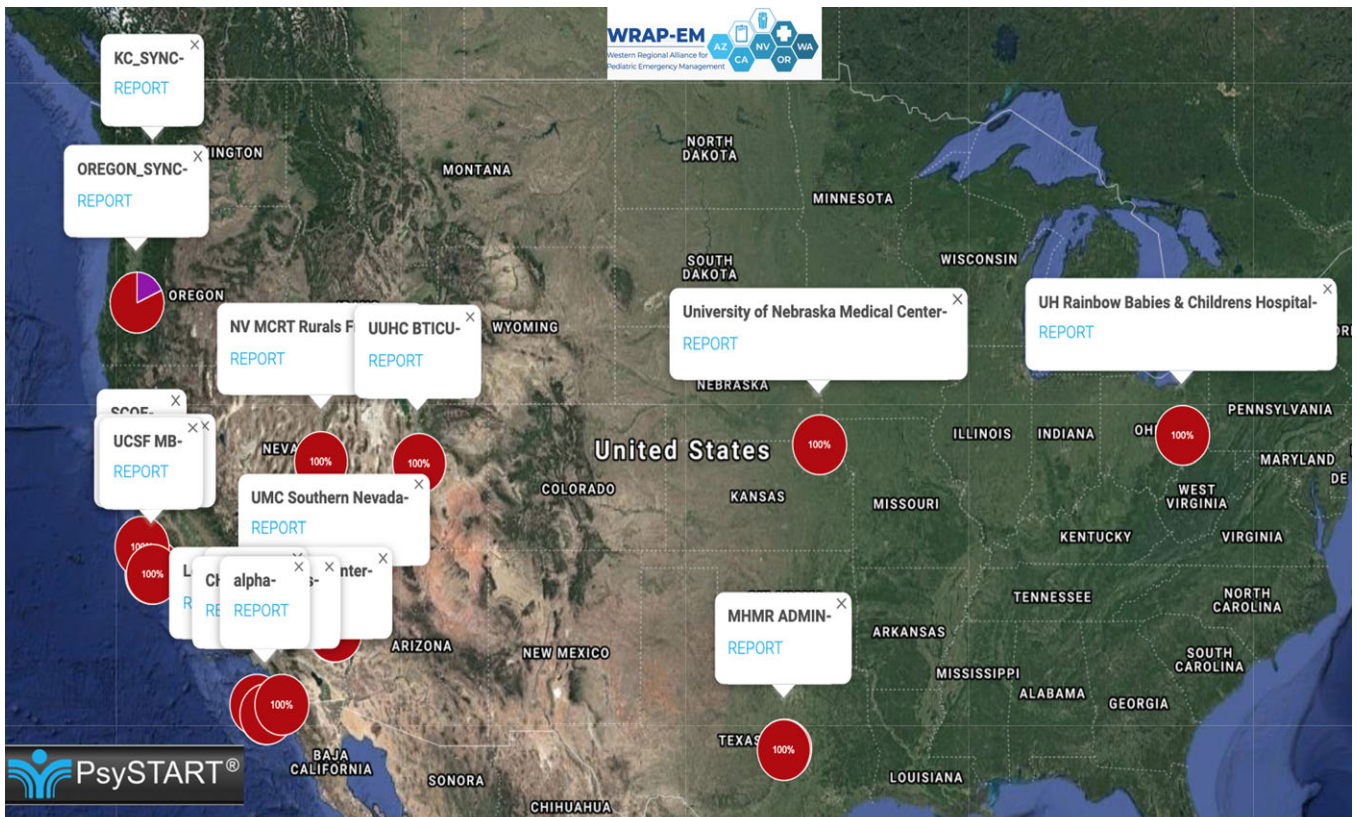 WRAP-EM
Western Regional Alliance for
Pediatric Emergency Management
AZ
NV
WA
CA
OR
KC_SYNC-
REPORT
OREGON_SYNC-
REPORT
OREGON
MONTANA
NORTH
DAKOTA
MINNESOTA
SOUTH
DAKOTA
WISCONSIN
NV MCRT Rurals
REPORT
UUHC BTICU-
REPORT
WYOMING
University of Nebraska Medical Center-
REPORT
NEBRASKA
UH Rainbow Babies & Childrens Hospital-
REPORT
PENNSYLVANIA
UCSF MB-
REPORT
100%
100%
United States
100%
ILLINOIS
INDIANA
100%
MARYLAND
DE
COLORADO
KANSAS
MISSOURI
WEST
VIRGINIA
KENTUCKY
VIRGINIA
UMC Southern Nevada-
REPORT
100%
alpha-
REPORT
ARIZONA
NEW MEXICO
MHMR ADMIN-
REPORT
TENNESSEE
NORTH
CAROLINA
ARKANSAS
SOUTH
CAROLINA
MISSISSIPPI
ALABAMA
GEORGIA
100%
TEXAS
100%
LOUISIANA
BAJA
CALIFORNIA
SONORA
CHIHUAHUA
PsySTART®